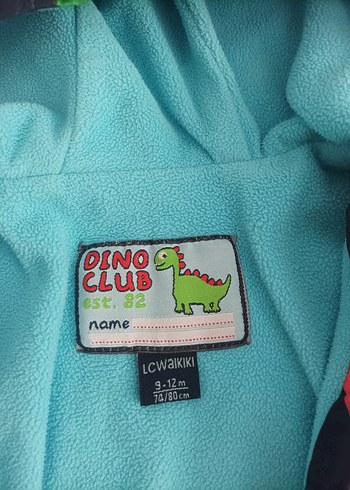 DINO
CLUB
est. 82
name
LCWAIKIKI
9-12m
74/80cm